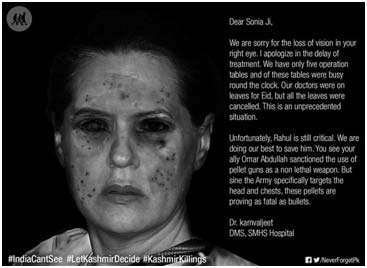 Dear Sonia Ji,
We are sorry for the loss of vision in your
right eye. I apologize in the delay of
treatment. We have only five operation
tables and of these tables were busy
round the clock. Our doctors were on
leaves for Eid, but all the leaves were
cancelled. This is an unprecedented
situation.
Unfortunately, Rahul is still critical. We are
doing our best to save him. You see your
ally Omar Abdullah sanctioned the use of
pellet guns as a non lethal weapon. But
sine the Army specifically targets the
head and chests, these pellets are
proving as fatal as bullets.
Dr. kamvaljeet
DMS, SMHS Hospital
#IndiaCantSee #LetKashmirDecide #KashmirKillings
/NeverForgetPk